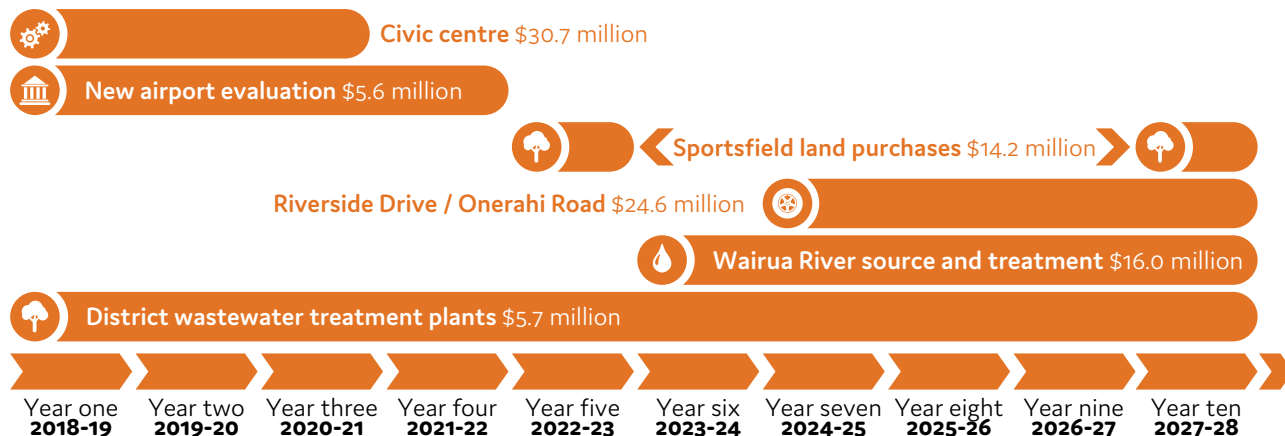 Civic centre $30.7 million
New airport evaluation $5.6 million
Sportsfield land purchases $14.2 million
Riverside Drive / Onerahi Road $24.6 million
Wairua River source and treatment $16.0 million
District wastewater treatment plants $5.7 million
Year one Year two Year three Year four Year five Year six Year seven Year eight Year nine Year ten
2018-19 2019-20 2020-21 2021-22 2022-23 2023-24 2024-25 2025-26 2026-27 2027-28